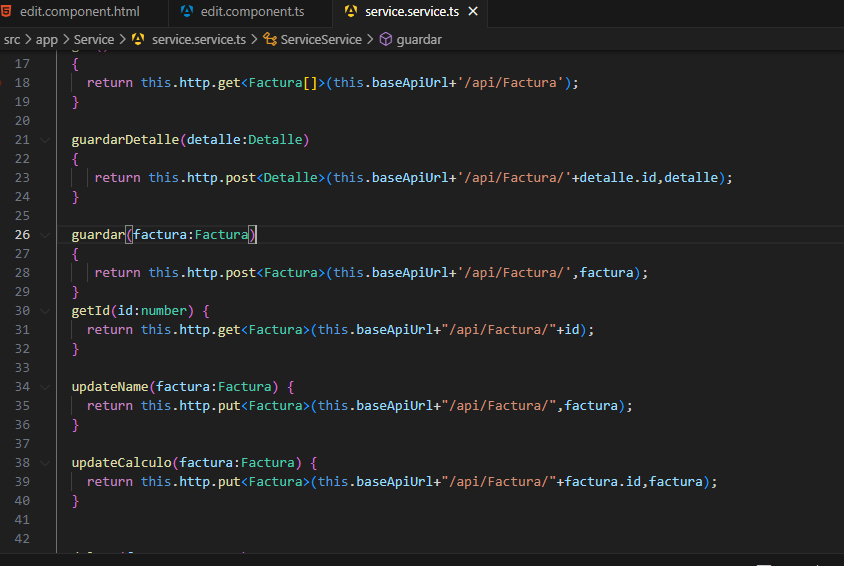 edit.component.html edit.component.ts service.service.ts
src > app > Service > service.service.ts > ServiceService > guardar
17 {
18 return this.http.get<Factura[]>(this.baseApiUrl+'/api/Factura');
19 }
20
21 guardarDetalle(detalle:Detalle)
22 {
23 return this.http.post<Detalle>(this.baseApiUrl+'/api/Factura/'+detalle.id,detalle);
24 }
25
26 guardar(factura:Factura)
27 {
28 return this.http.post<Factura>(this.baseApiUrl+'/api/Factura/',factura);
29 }
30 getId(id:number) {
31 return this.http.get<Factura>(this.baseApiUrl+"/api/Factura/"+id);
32 }
33
34 updateName(factura:Factura) {
35 return this.http.put<Factura>(this.baseApiUrl+"/api/Factura/",factura);
36 }
37
38 updateCalculo(factura:Factura) {
39 return this.http.put<Factura>(this.baseApiUrl+"/api/Factura/"+factura.id,factura);
40 }
41
42